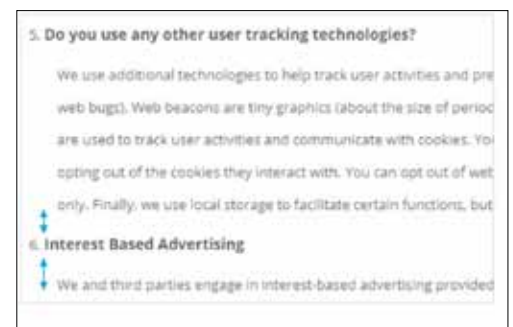 5. Do you use any other user tracking technologies?
We use additional technologies to help track user activities and pre
web bugs). Web beacons are tiny graphics (about the size of perioc
are used to track user activities and communicate with cookies. Yo
opting out of the cookies they interact with. You can opt out of wet
only. Finally, we use local storage to facilitate certain functions, but
6. Interest Based Advertising
We and third parties engage in interest-based advertising provided